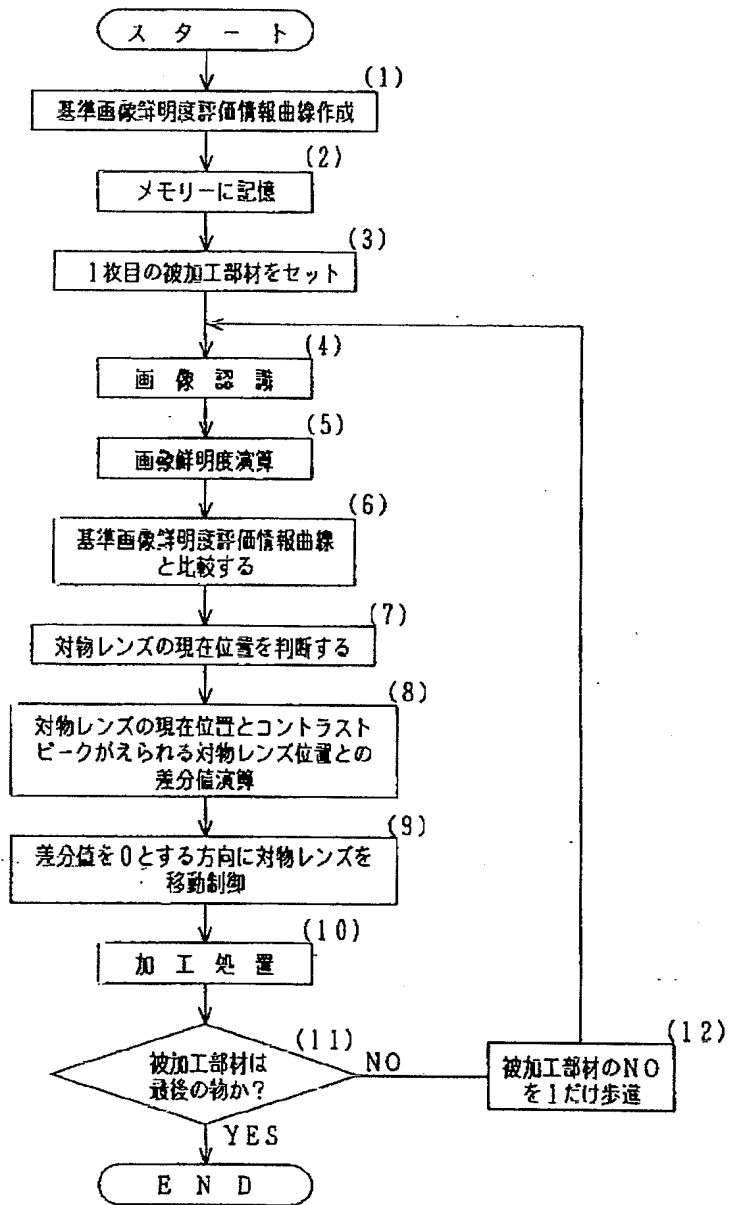 スタート
(1)
基準画像鮮明度評価情報曲線作成
(2)
メモリーに記憶
(3)
1枚目の被加工部材をセット
(4)
画像認識
(5)
画像鮮明度演算
(6)
基準画像鮮明度評価情報曲線
と比較する
(7)
対物レンズの現在位置を判断する
(8)
対物レンズの現在位置とコントラスト
ピークがえられる対物レンズ位置との
差分値演算
(9)
差分値を0とする方向に対物レンズを
移動制御
(10)
加工処置
(11)
被加工部材は
最後の物か?
NO
(12)
被加工部材のNO
を1だけ歩進
YES
END